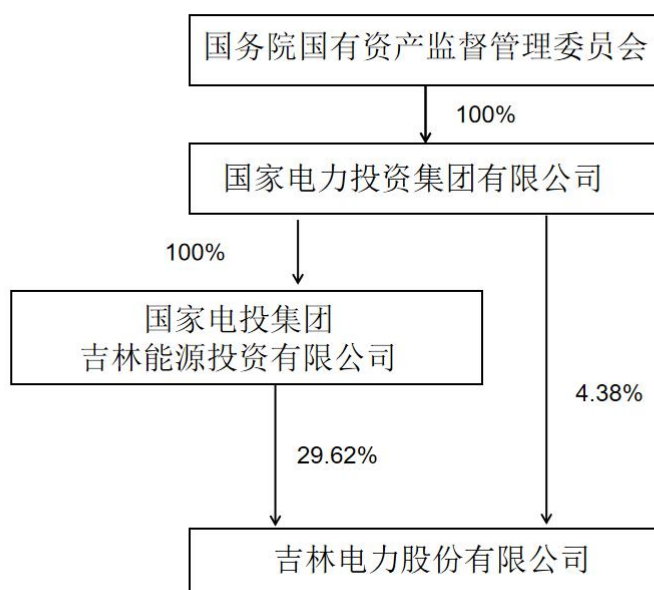 国务院国有资产监督管理委员会
100%
国家电力投资集团有限公司
100%
国家电投集团
吉林能源投资有限公司
4.38%
29.62%
吉林电力股份有限公司